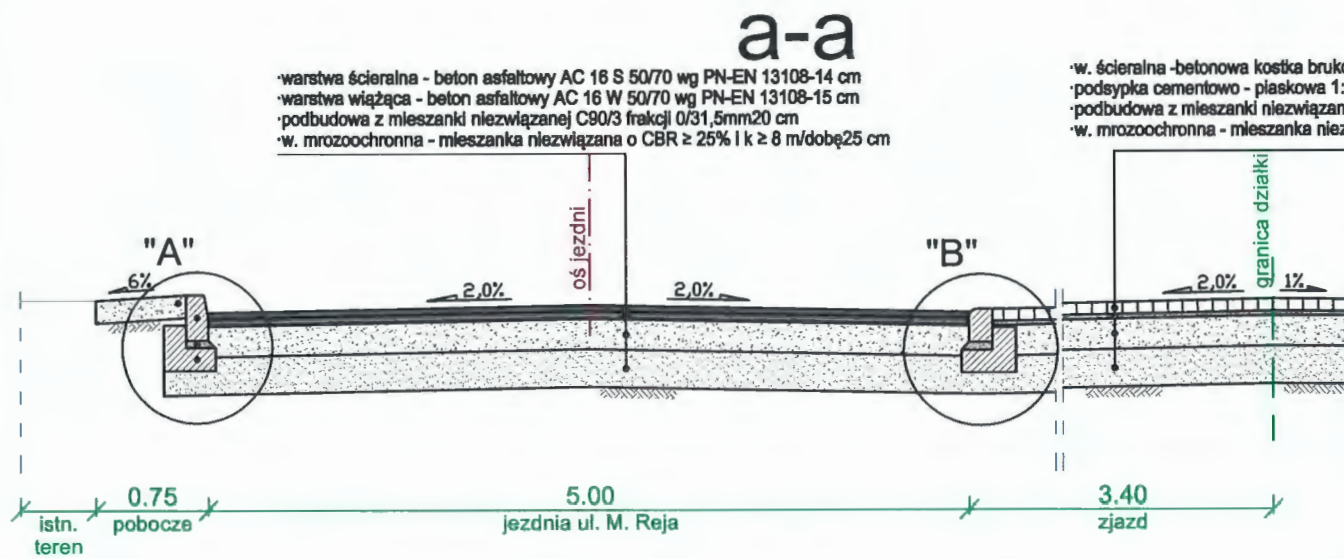 a-a
·warstwa ścieralna - beton asfaltowy AC 16 S 50/70 wg PN-EN 13108-14 cm
·warstwa wiążąca - beton asfaltowy AC 16 W 50/70 wg PN-EN 13108-15 cm
·podbudowa z mieszanki niezwiązanej C90/3 frakcji 0/31,5mm20 cm
·w. mrozoochronna - mieszanka niezwiązana o CBR ≥ 25% i k ≥ 8 m/dobę25 cm
·w. ścieralna -betonowa kostka bruko
·podsypka cementowo - piaskowa 1:
·podbudowa z mieszanki niezwiązan
·w. mrozoochronna - mieszanka niez
oś jezdni
granica działki
"A"
"B"
6%
2,0%
2,0%
2,0%
1%
0.75
5.00
3.40
istn.
teren
pobocze
jezdnia ul. M. Reja
zjazd